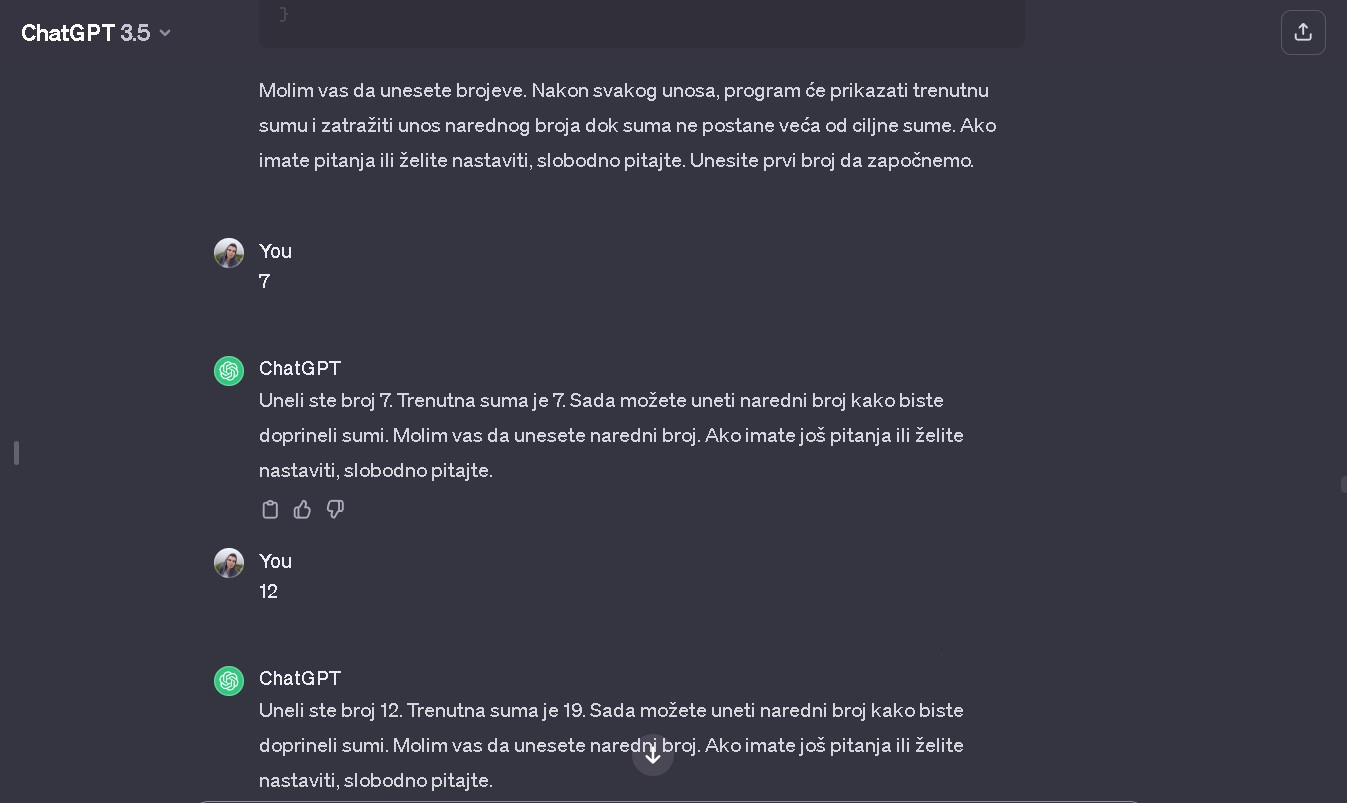 ChatGPT 3.5
}
Molim vas da unesete brojeve. Nakon svakog unosa, program će prikazati trenutnu
sumu i zatražiti unos narednog broja dok suma ne postane veća od ciljne sume. Ako
imate pitanja ili želite nastaviti, slobodno pitajte. Unesite prvi broj da započnemo.
You
7
ChatGPT
Uneli ste broj 7. Trenutna suma je 7. Sada možete uneti naredni broj kako biste
doprineli sumi. Molim vas da unesete naredni broj. Ako imate još pitanja ili želite
nastaviti, slobodno pitajte.
You
12
ChatGPT
Uneli ste broj 12. Trenutna suma je 19. Sada možete uneti naredni broj kako biste
doprineli sumi. Molim vas da unesete naredni broj. Ako imate još pitanja ili želite
nastaviti, slobodno pitajte.